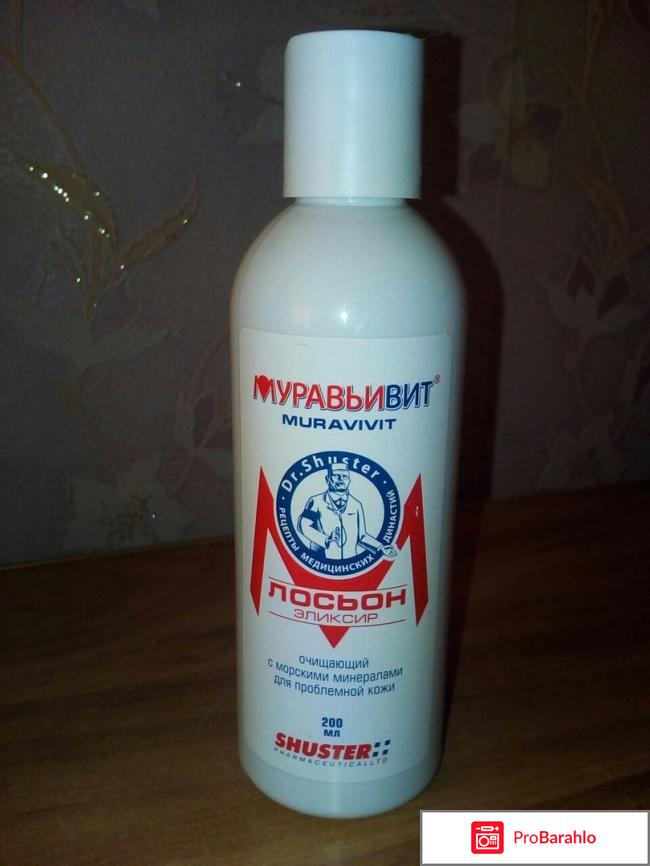 МУРАВЬИВИТ®
MURAVIVIT
Dr.Shuster
РЕЦЕПТЫ МЕДИЦИНСКИХ ДИНАСТИЙ
ЛОСЬОН
ЭЛИКСИР
очищающий
с морскими минералами
для проблемной кожи
200
мл
SHUSTER
PHARMACEUTICALLTD
ProBarahlo